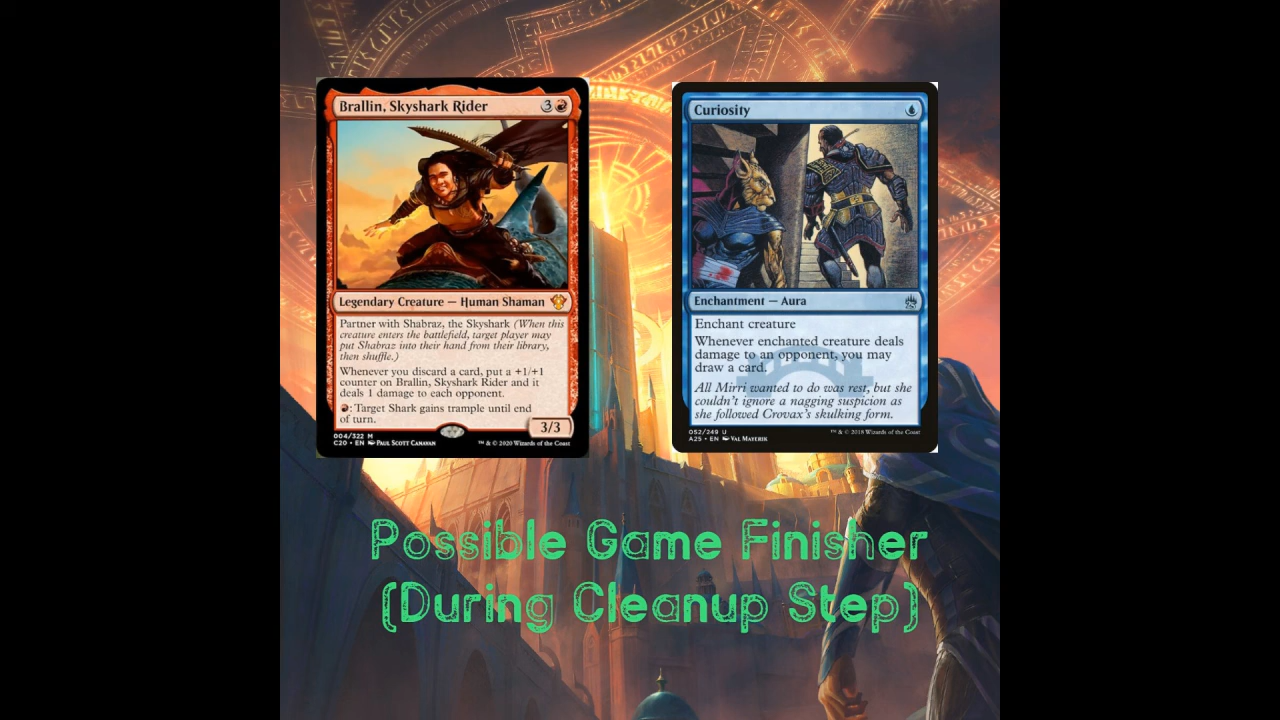 Brallin, Skyshark Rider 3
Legendary Creature — Human Shaman
Partner with Shabraz, the Skyshark (When this
creature enters the battlefield, target player may
put Shabraz into their hand from their library,
then shuffle.)
Whenever you discard a card, put a +1/+1
counter on Brallin, Skyshark Rider and it
deals 1 damage to each opponent.
: Target Shark gains trample until end
of turn.
3/3
004/322 M
C20 • EN Paul Scott Canavan ™ & © 2020 Wizards of the Coast
Curiosity
Enchantment — Aura
Enchant creature
Whenever enchanted creature deals
damage to an opponent, you may
draw a card.
All Mirri wanted to do was rest, but she
couldn't ignore a nagging suspicion as
she followed Crovax's skulking form.
052/249 U
A25 • EN Val Mayerik ™ & © 2018 Wizards of the Coast
Possible Game Finisher
(During Cleanup Step)